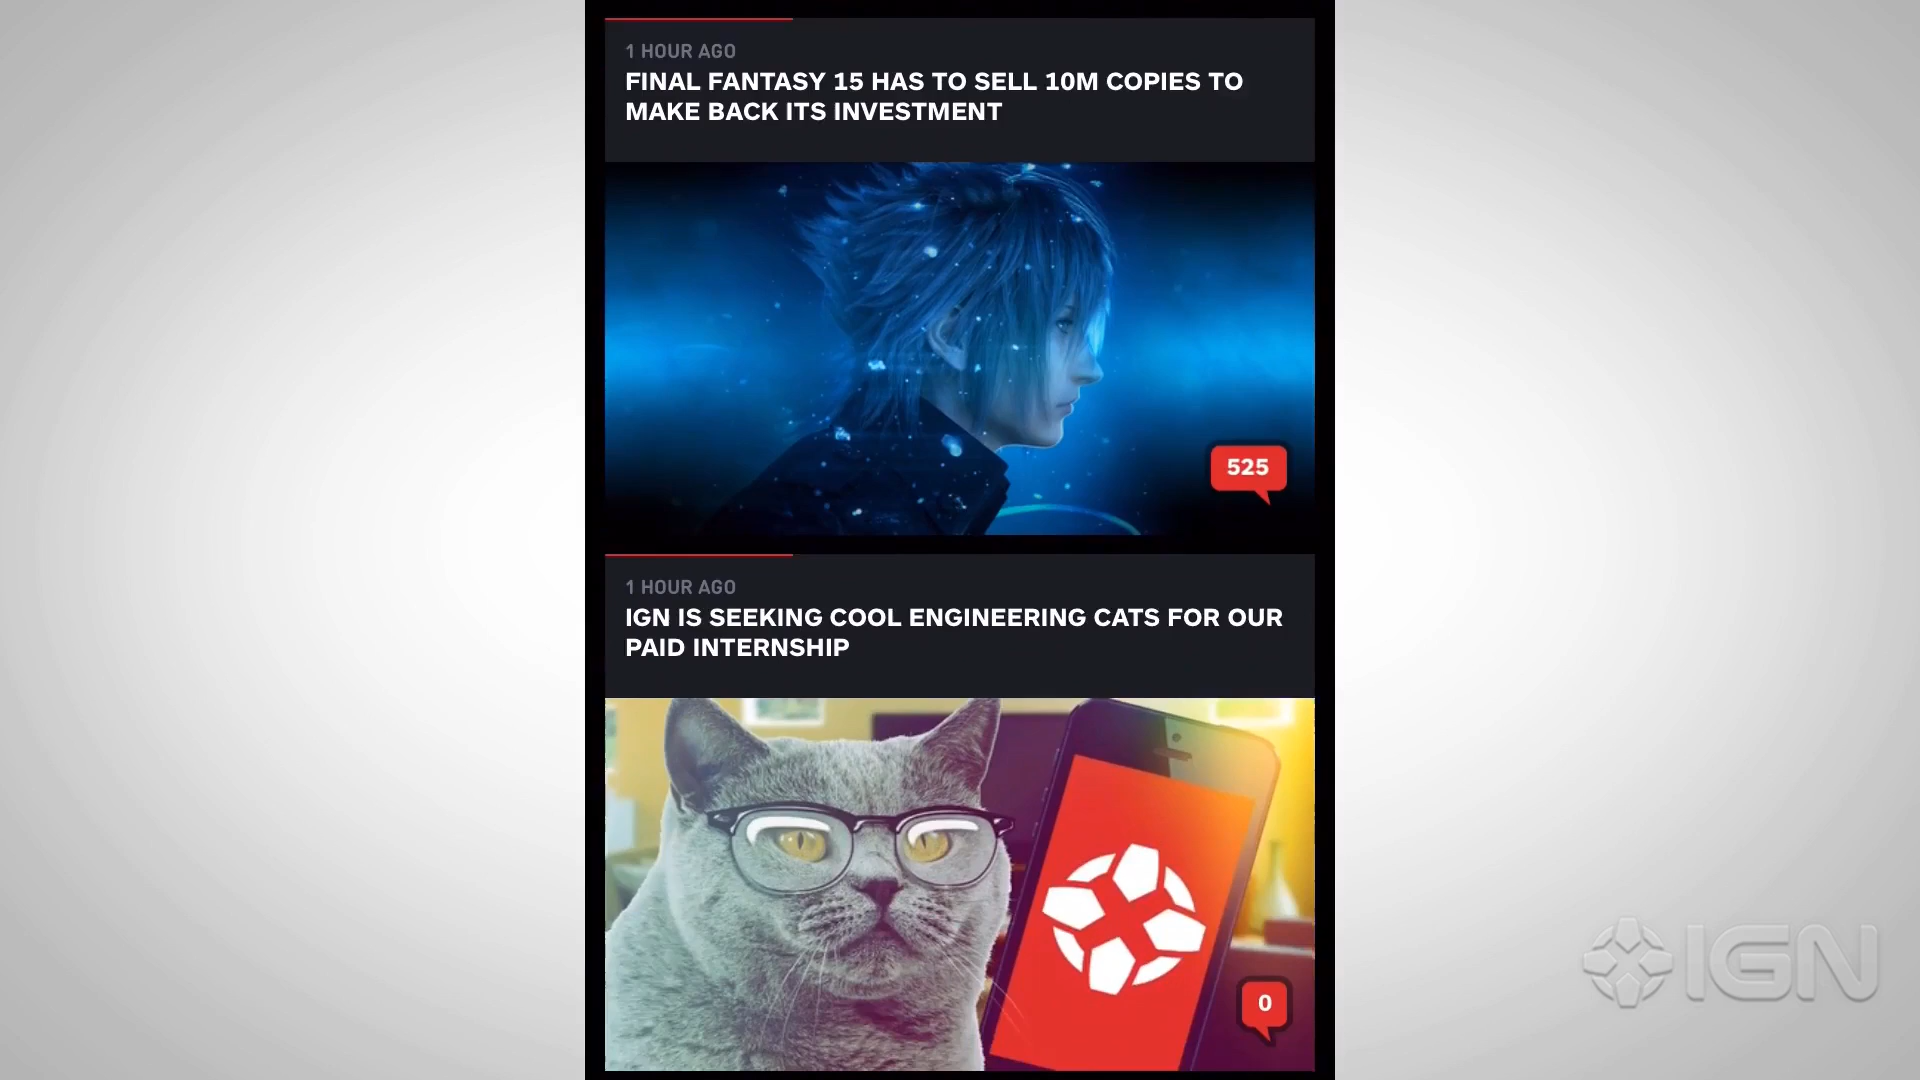 1 HOUR AGO
FINAL FANTASY 15 HAS TO SELL 10M COPIES TO
MAKE BACK ITS INVESTMENT
525
1 HOUR AGO
IGN IS SEEKING COOL ENGINEERING CATS FOR OUR
PAID INTERNSHIP
0
IGN